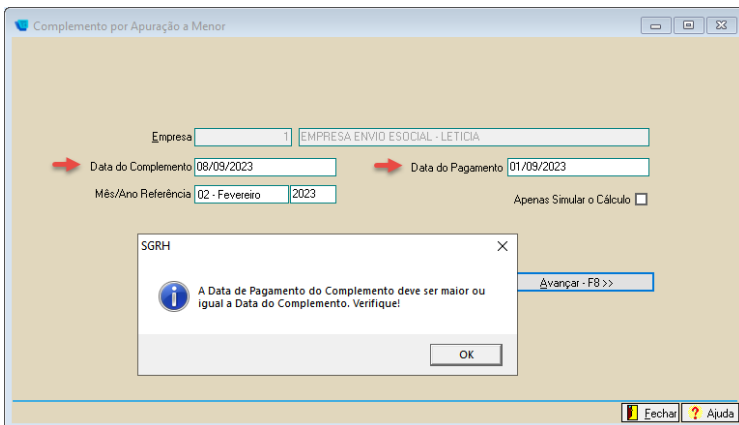 Complemento por Apuração a Menor
Empresa 1 EMPRESA ENVIO ESOCIAL - LETICIA
Data do Complemento 08/09/2023 Data do Pagamento 01/09/2023
Mês/Ano Referência 02 - Fevereiro 2023 Apenas Simular o Cálculo
SGRH
A Data de Pagamento do Complemento deve ser maior ou
igual a Data do Complemento. Verifique!
Avançar - F8 >>
OK
Fechar ? Ajuda